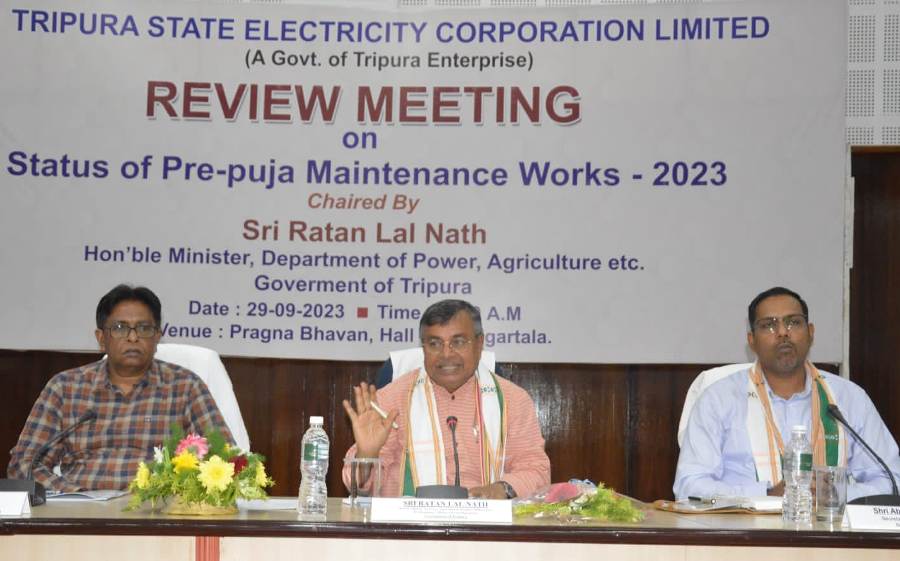 TRIPURA STATE ELECTRICITY CORPORATION LIMITED
(A Govt. of Tripura Enterprise)
REVIEW MEETING
on
Status of Pre-puja Maintenance Works - 2023
Chaired By
Sri Ratan Lal Nath
Hon'ble Minister, Department of Power, Agriculture etc.
Goverment of Tripura
Date : 29-09-2023 ■ Time A.M
Venue : Pragna Bhavan, Hall
SRI RATAN LAL NATH
Shri